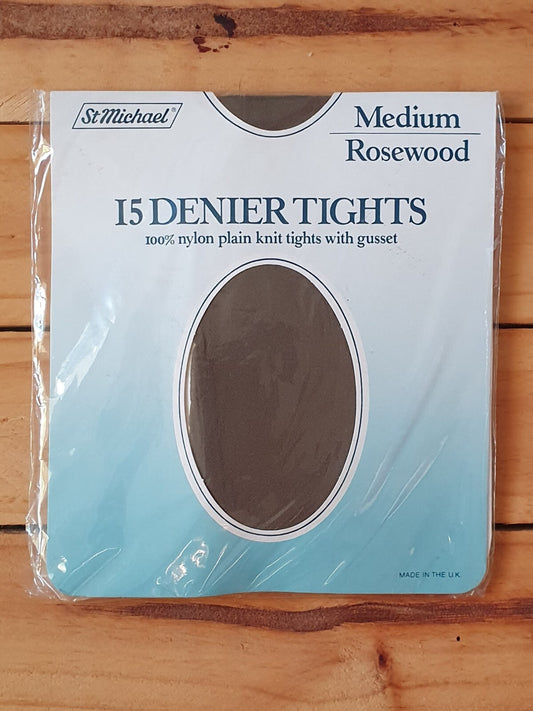 St Michael®
Medium
Rosewood
15 DENIER TIGHTS
100% nylon plain knit tights with gusset
MADE IN THE U.K.